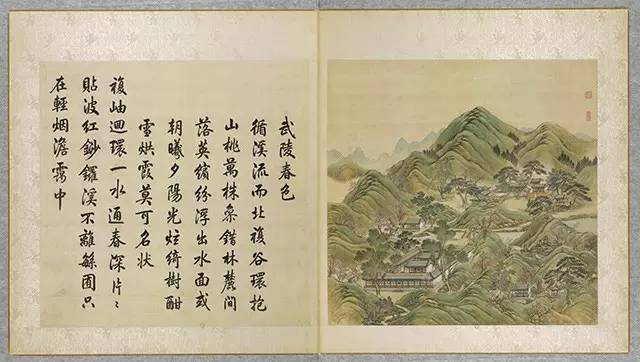 武陵春色
循溪流而北複谷環抱
山桃萬株叅錯林麓間
落英繽紛浮出水面或
朝曦夕陽光炫綺樹酣
雪烘霞莫可名狀
複岫迴環一水通春深片〻
貼波紅鈔鑼溪不離緐囿只
在輕烟澹靄中